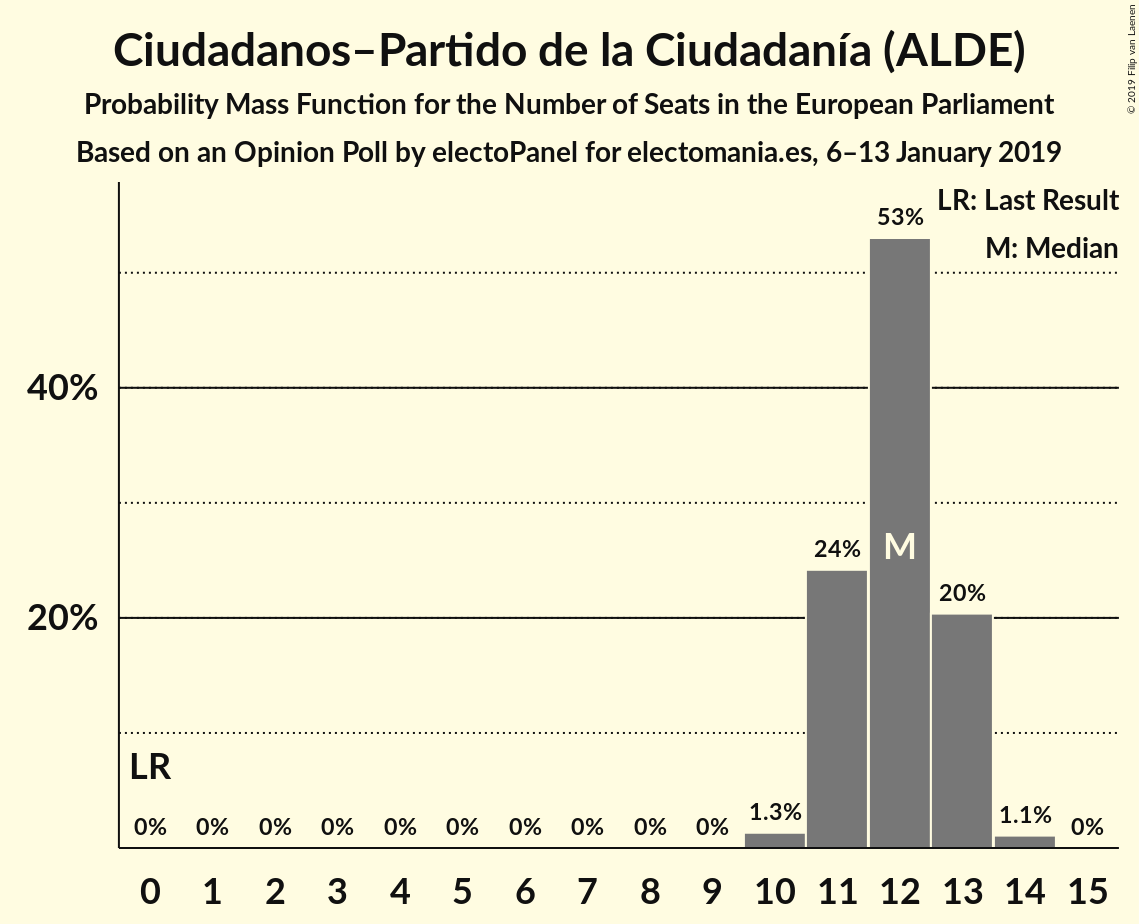 Ciudadanos–Partido de la Ciudadanía (ALDE)
Probability Mass Function for the Number of Seats in the European Parliament
Based on an Opinion Poll by electoPanel for electomania.es, 6–13 January 2019
© 2019 Filip van Laenen
LR: Last Result
M: Median
53%
40%
24%
M
20%
20%
LR
0% 0% 0% 0% 0% 0% 0% 0% 0% 0% 1.3% 1.1% 0%
0 1 2 3 4 5 6 7 8 9 10 11 12 13 14 15